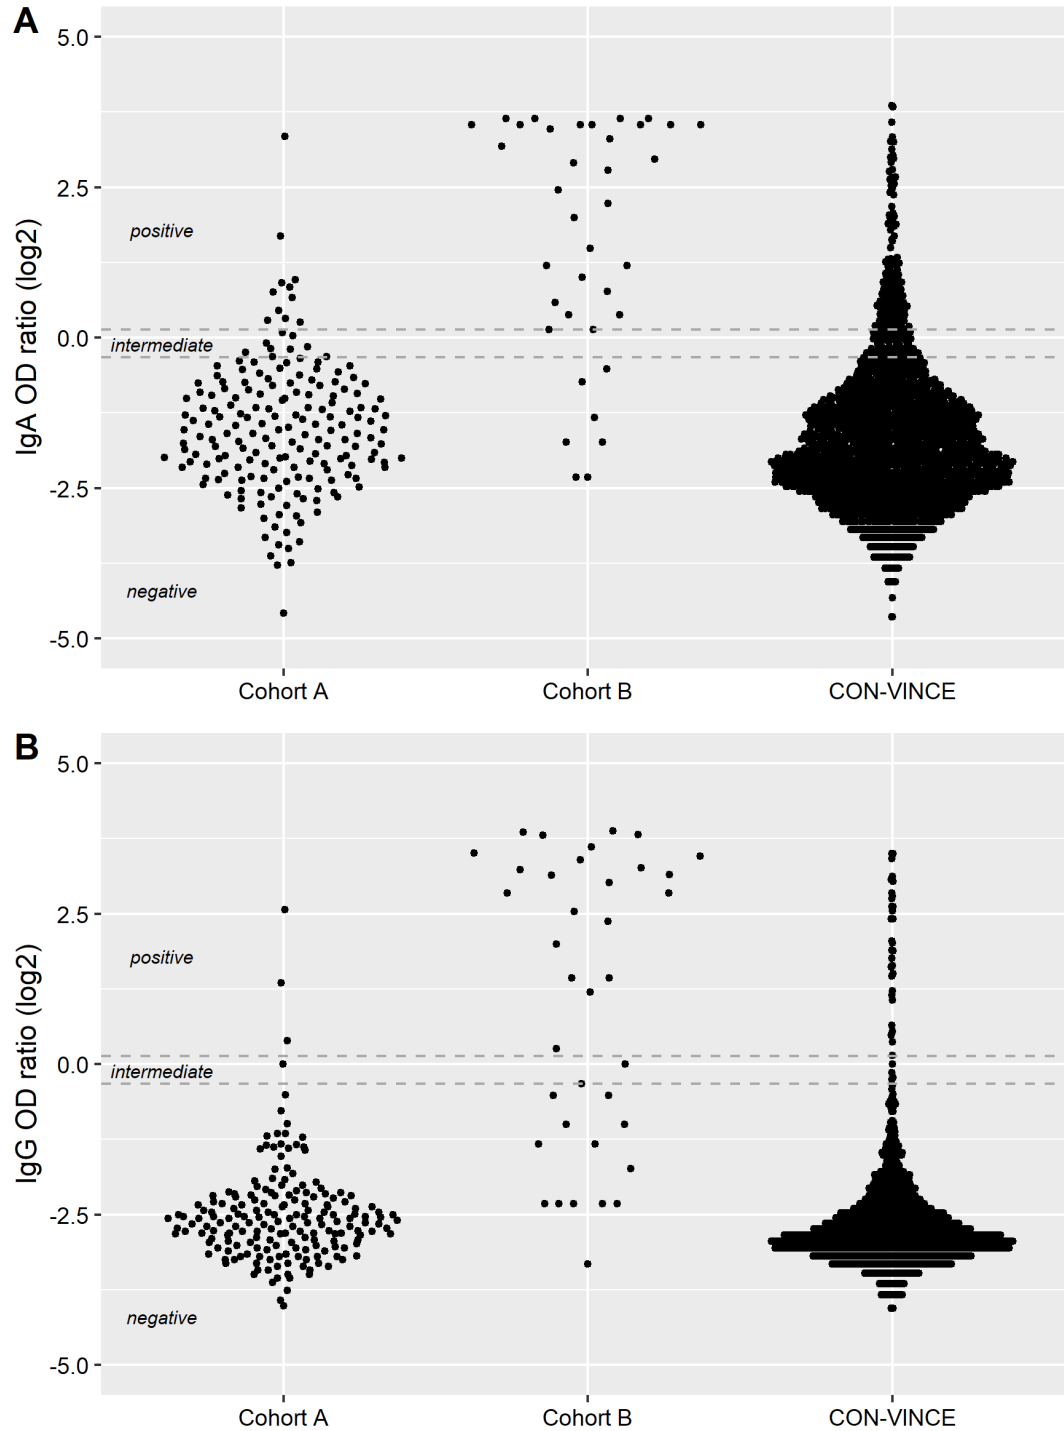 A
5.0
2.5
positive
0.0
intermediate
-2.5
negative
-5.0
IgA OD ratio (log2)
Cohort A
Cohort B
CON-VINCE
B
5.0
2.5
positive
0.0
intermediate
-2.5
negative
-5.0
IgG OD ratio (log2)
Cohort A
Cohort B
CON-VINCE